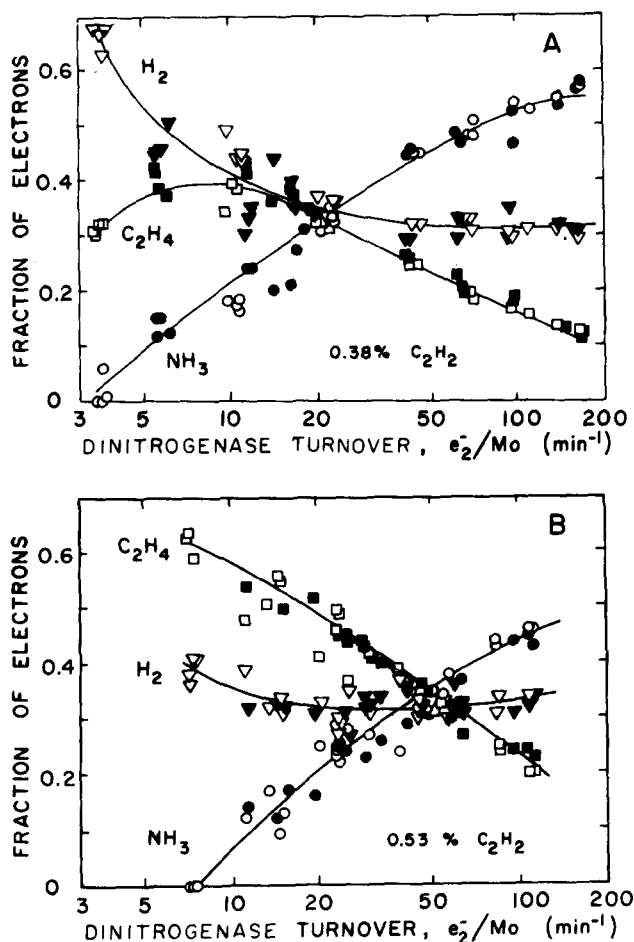 A
H₂
C₂H₄
NH₃
0.38% C₂H₂
FRACTION OF ELECTRONS
0.6
0.4
0.2
0
3 5 10 20 50 100 200
DINITROGENASE TURNOVER, e₂⁻/Mo (min⁻¹)
B
C₂H₄
H₂
NH₃
0.53 % C₂H₂
FRACTION OF ELECTRONS
0.6
0.4
0.2
0
3 5 10 20 50 100 200
DINITROGENASE TURNOVER, e₂⁻/Mo (min⁻¹)